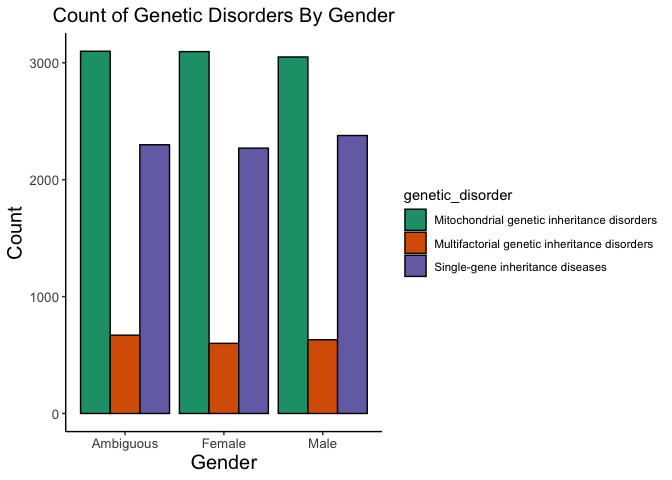 Count of Genetic Disorders By Gender
3000
2000
1000
0
Count
Ambiguous Female Male
Gender
genetic_disorder
Mitochondrial genetic inheritance disorders
Multifactorial genetic inheritance disorders
Single-gene inheritance diseases